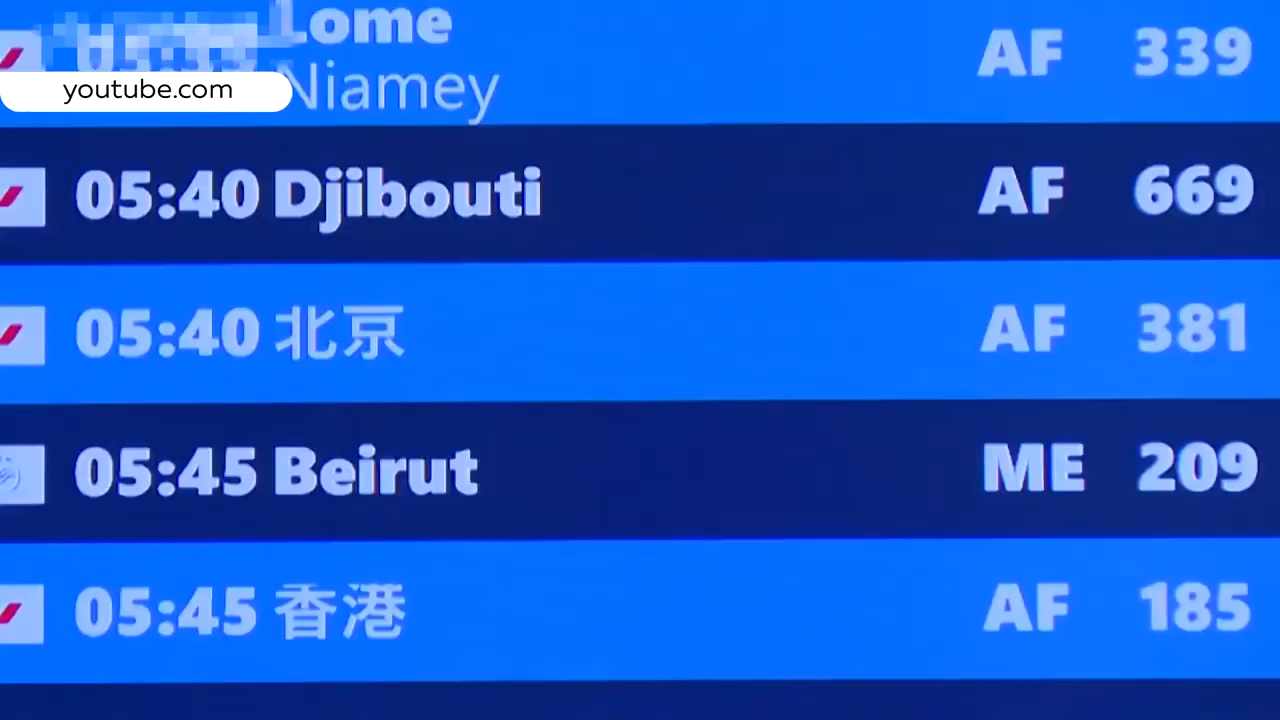 Lome AF 339
Niamey
youtube.com
05:40 Djibouti AF 669
05:40 北京 AF 381
05:45 Beirut ME 209
05:45 香港 AF 185